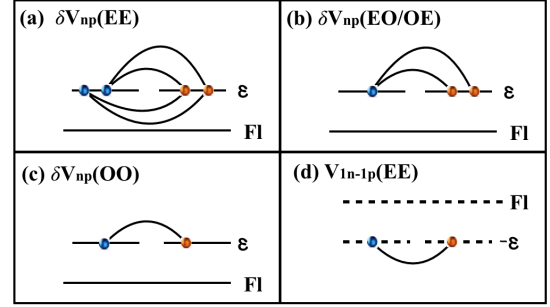 (a) δVnp(EE)
ε
Fl
(b) δVnp(EO/OE)
ε
Fl
(c) δVnp(OO)
ε
Fl
(d) V1n-1p(EE)
Fl
-ε